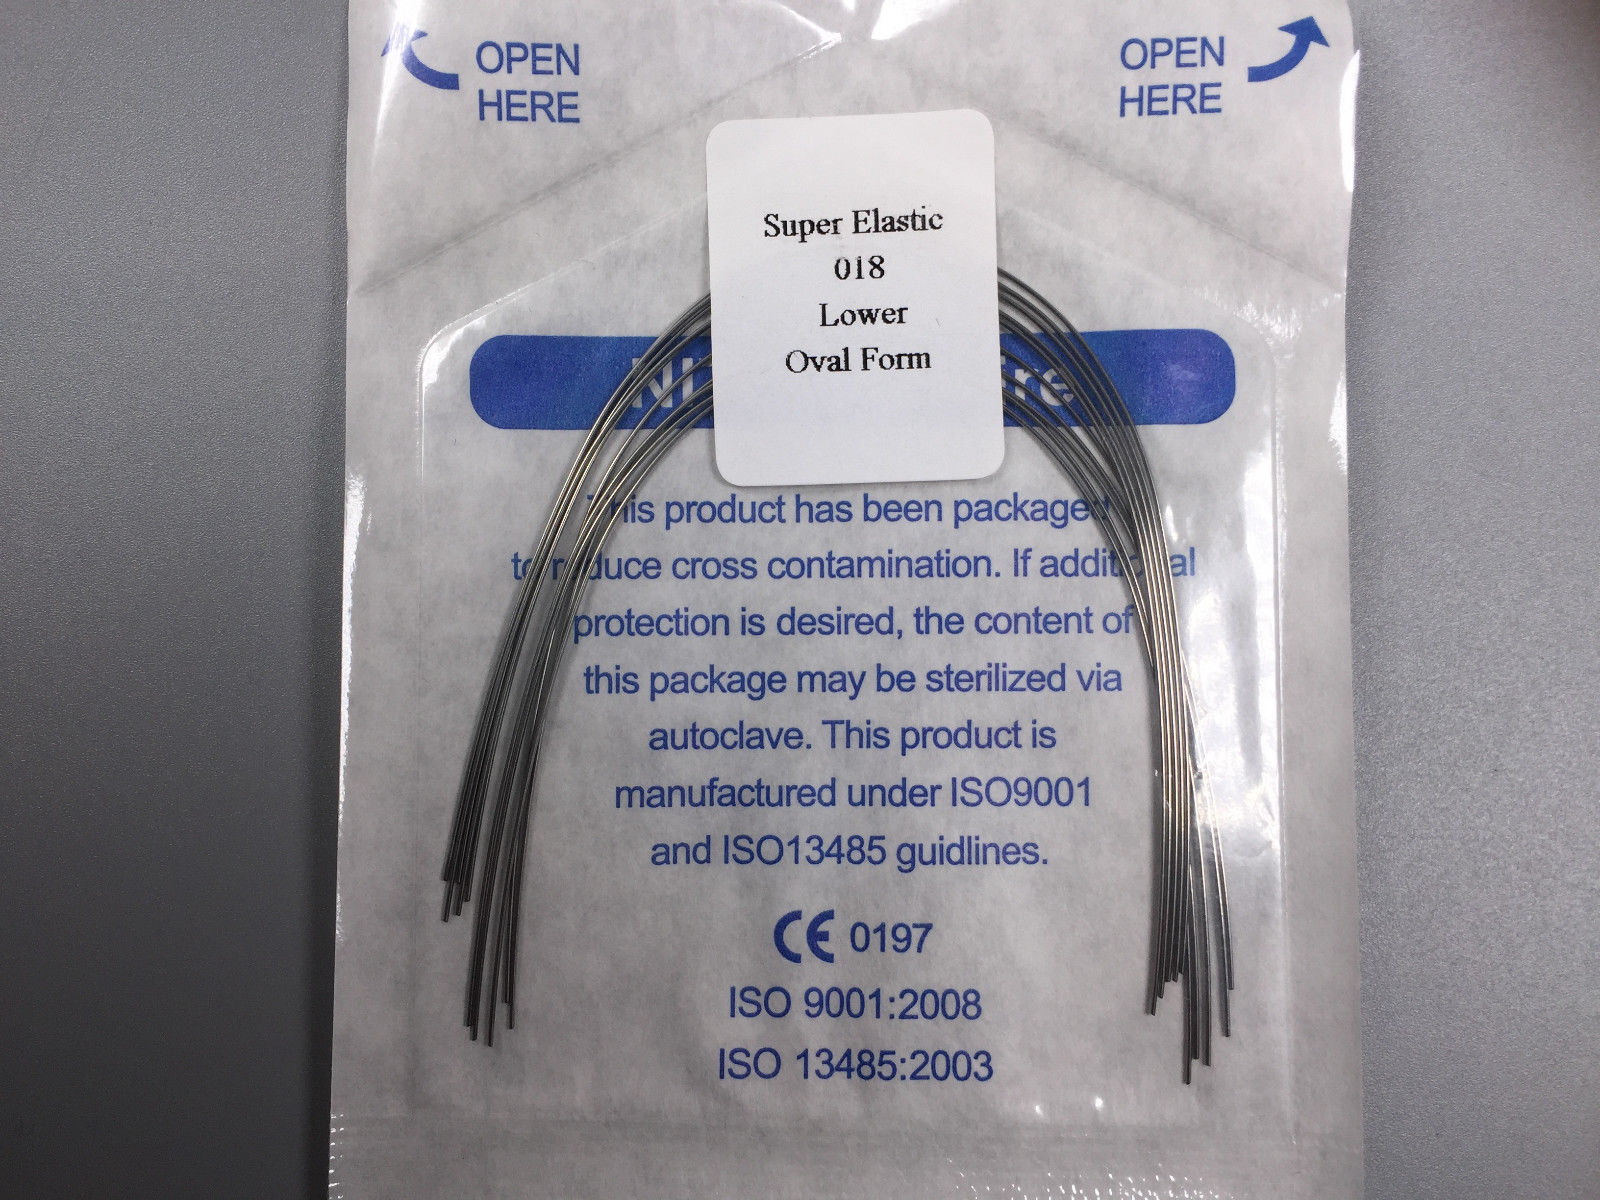 OPEN
HERE
OPEN
HERE
Super Elastic
018
Lower
Oval Form
This product has been packaged
to reduce cross contamination. If additional
protection is desired, the content of
this package may be sterilized via
autoclave. This product is
manufactured under ISO9001
and ISO13485 guidlines.
CE 0197
ISO 9001:2008
ISO 13485:2003